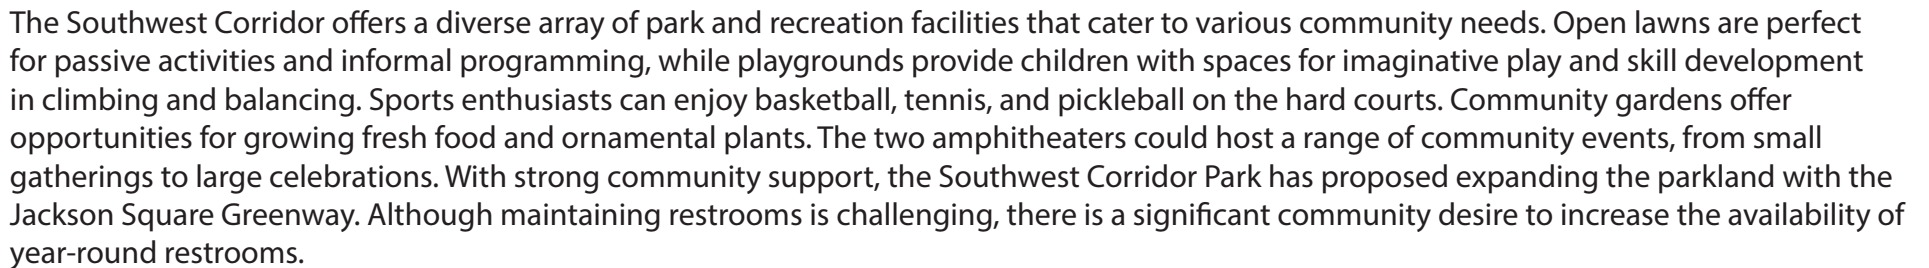 The Southwest Corridor offers a diverse array of park and recreation facilities that cater to various community needs. Open lawns are perfect
for passive activities and informal programming, while playgrounds provide children with spaces for imaginative play and skill development
in climbing and balancing. Sports enthusiasts can enjoy basketball, tennis, and pickleball on the hard courts. Community gardens offer
opportunities for growing fresh food and ornamental plants. The two amphitheaters could host a range of community events, from small
gatherings to large celebrations. With strong community support, the Southwest Corridor Park has proposed expanding the parkland with the
Jackson Square Greenway. Although maintaining restrooms is challenging, there is a significant community desire to increase the availability of
year-round restrooms.